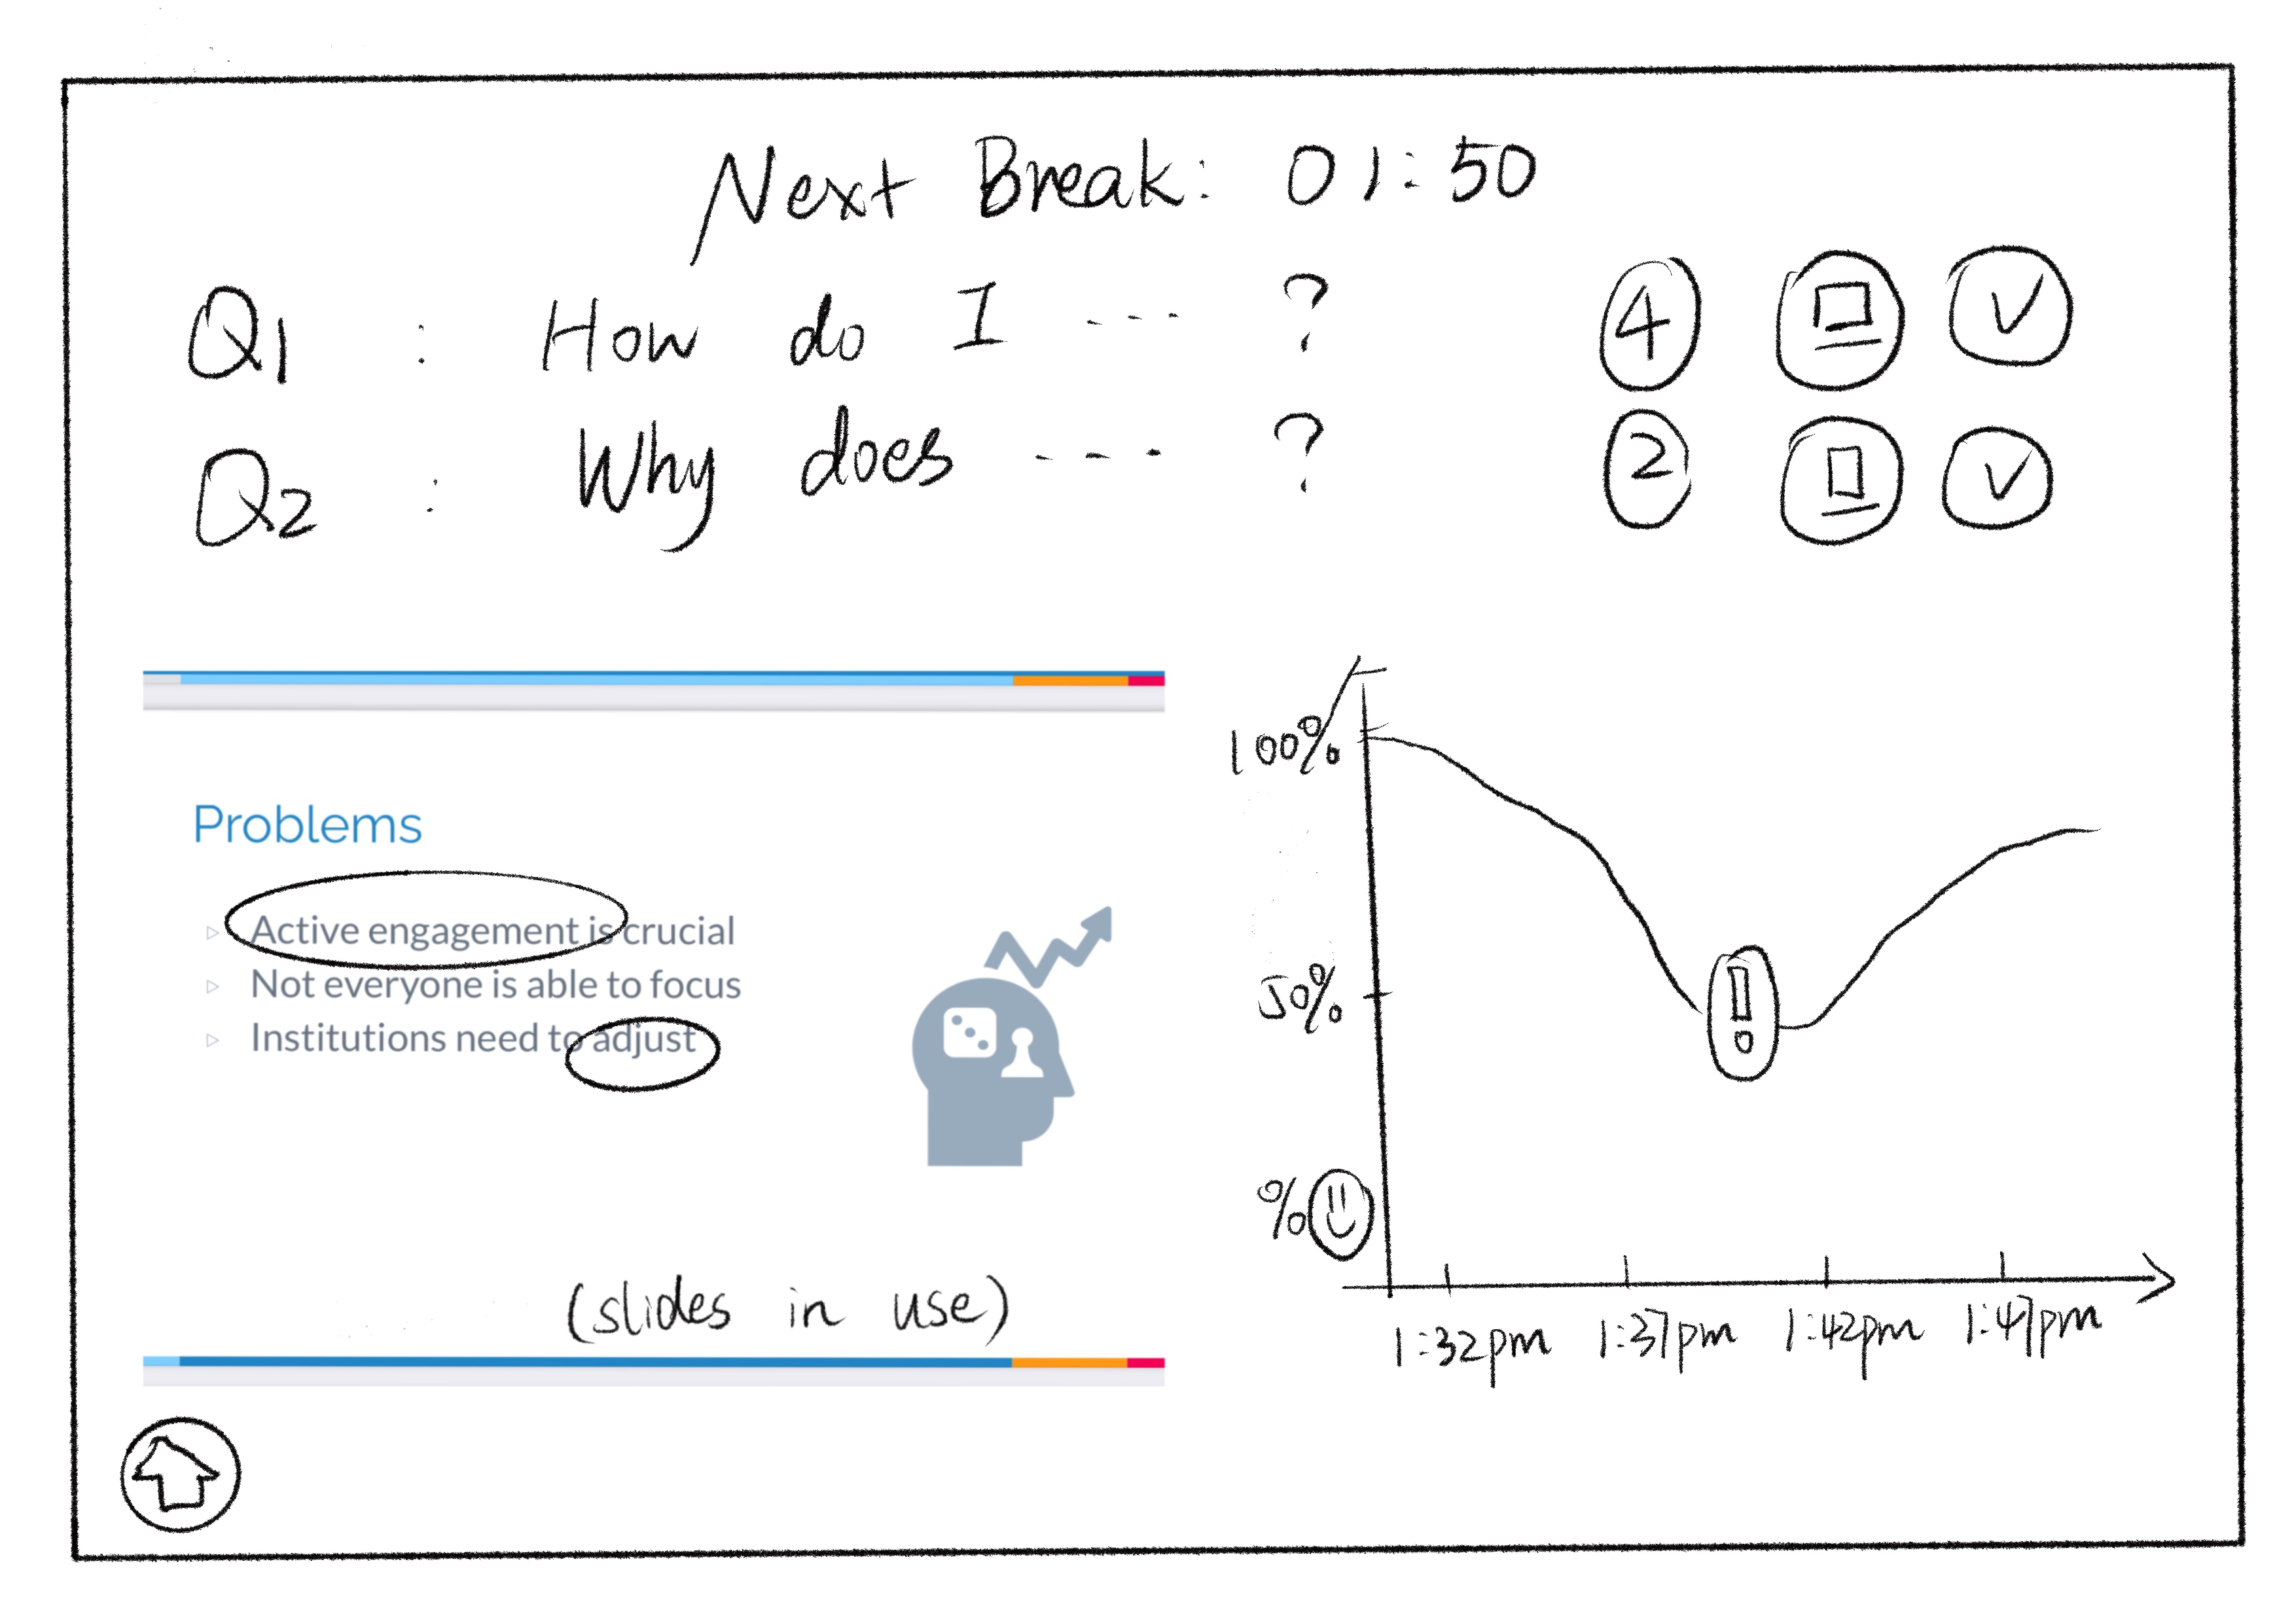 Next Break: 01:50
Q1 : How do I --- ? 4 ✓
Q2 : Why does --- ? 2 ✓
Problems
Active engagement is crucial
Not everyone is able to focus
Institutions need to adjust
(slides in use)
100%
50%
!
%
1:32pm 1:37pm 1:42pm 1:47pm